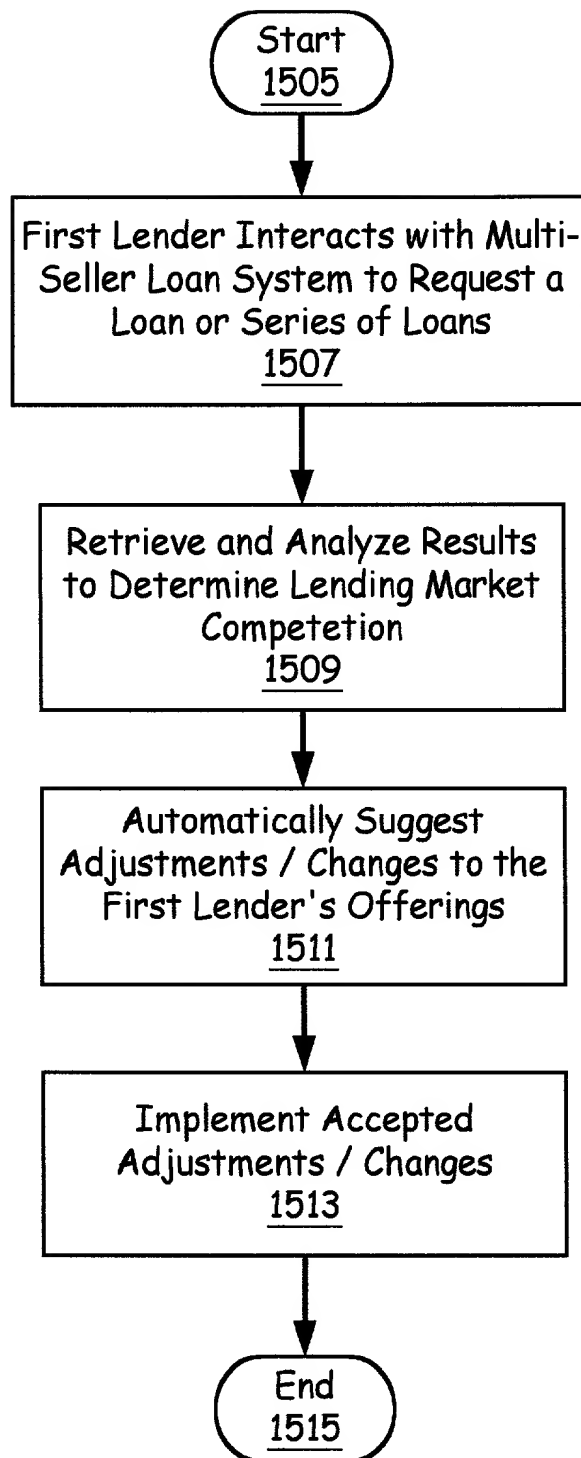 Start
1505
First Lender Interacts with Multi-
Seller Loan System to Request a
Loan or Series of Loans
1507
Retrieve and Analyze Results
to Determine Lending Market
Competetion
1509
Automatically Suggest
Adjustments / Changes to the
First Lender's Offerings
1511
Implement Accepted
Adjustments / Changes
1513
End
1515